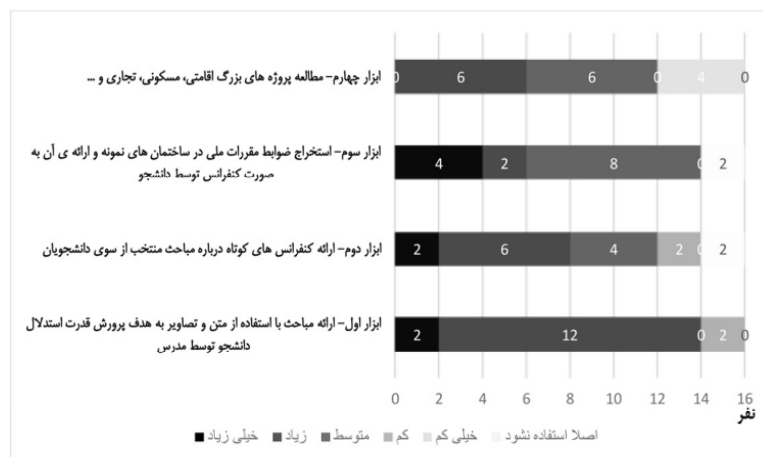 ابزار چهارم- مطالعه پروژه های بزرگ اقامتی، مسکونی، تجاری و ...
0 6 6 0 4 0
ابزار سوم- استخراج ضوابط مقررات ملی در ساختمان های نمونه و ارائه ی آن به
صورت کنفرانس توسط دانشجو
4 2 8 0 2
ابزار دوم- ارائه کنفرانس های کوتاه درباره مباحث منتخب از سوی دانشجویان
2 6 4 2 0 2
ابزار اول- ارائه مباحث با استفاده از متن و تصاویر به هدف پرورش قدرت استدلال
دانشجو توسط مدرس
2 12 0 2 0
0 2 4 6 8 10 12 14 16
نفر
خیلی زیاد زیاد متوسط کم خیلی کم اصلا استفاده نشود